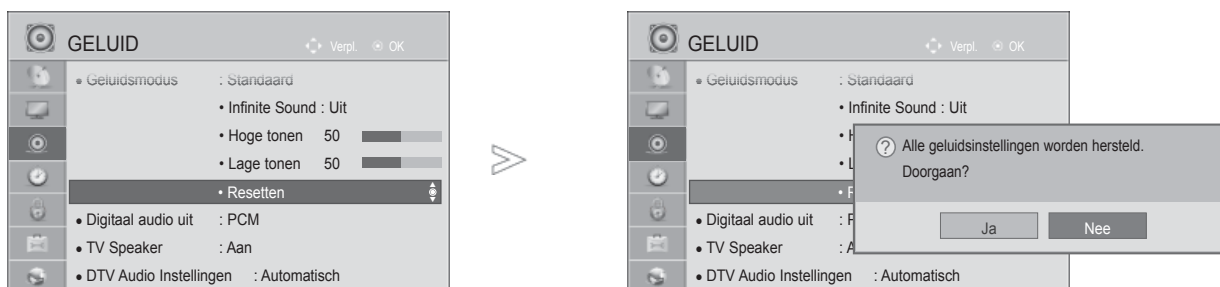 GELUID Verpl. OK
• Geluidsmodus : Standaard
• Infinite Sound : Uit
• Hoge tonen 50
• Lage tonen 50
• Resetten
• Digitaal audio uit : PCM
• TV Speaker : Aan
• DTV Audio Instellingen : Automatisch
GELUID Verpl. OK
• Geluidsmodus : Standaard
• Infinite Sound : Uit
• H
• L
• R
• Digitaal audio uit : P
• TV Speaker : A
• DTV Audio Instellingen : Automatisch
? Alle geluidsinstellingen worden hersteld.
Doorgaan?
Ja Nee